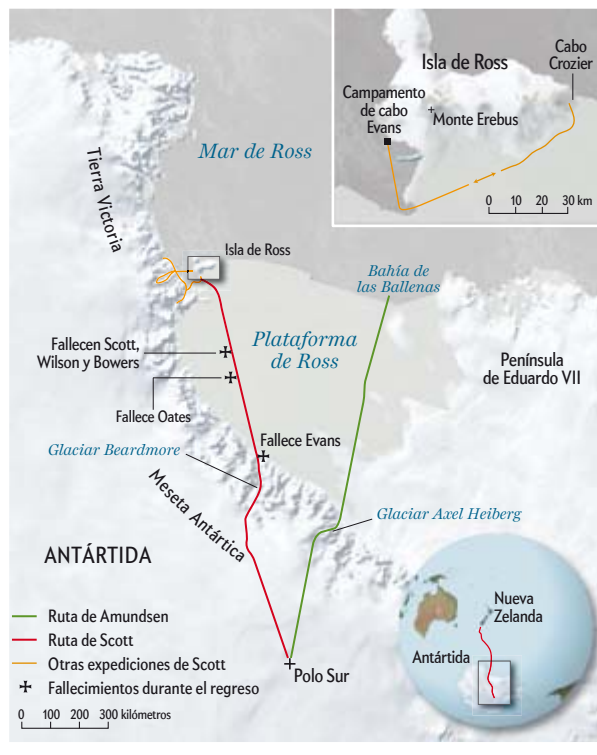 Isla de Ross
Cabo
Crozier
Campamento
de cabo
Evans
Monte Erebus
0 10 20 30 km
Mar de Ross
Tierra Victoria
Isla de Ross
Bahía de
las Ballenas
Plataforma
de Ross
Fallecen Scott,
Wilson y Bowers
Península
de Eduardo VII
Fallece Oates
Fallece Evans
Glaciar Beardmore
Meseta Antártica
Glaciar Axel Heiberg
ANTÁRTIDA
Nueva
Zelanda
Antártida
Ruta de Amundsen
Ruta de Scott
Otras expediciones de Scott
Fallecimientos durante el regreso
Polo Sur
0 100 200 300 kilómetros